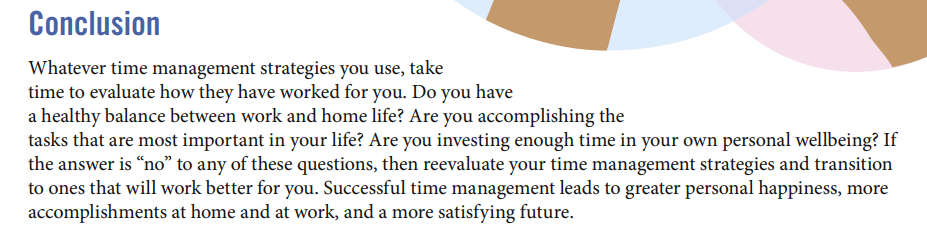 Conclusion
Whatever time management strategies you use, take
time to evaluate how they have worked for you. Do you have
a healthy balance between work and home life? Are you accomplishing the
tasks that are most important in your life? Are you investing enough time in your own personal wellbeing? If
the answer is “no” to any of these questions, then reevaluate your time management strategies and transition
to ones that will work better for you. Successful time management leads to greater personal happiness, more
accomplishments at home and at work, and a more satisfying future.